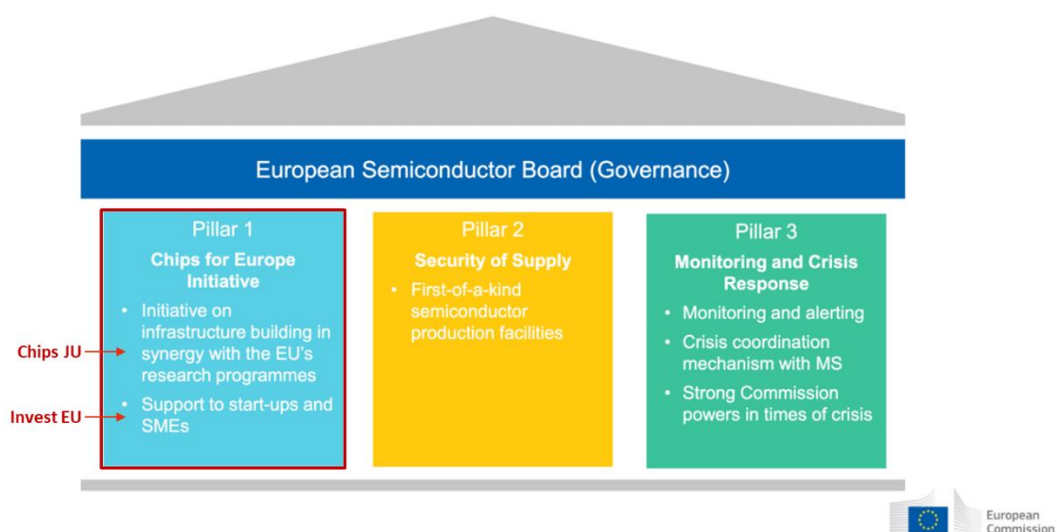 European Semiconductor Board (Governance)
Pillar 1
Chips for Europe
Initiative
• Initiative on
infrastructure building in
synergy with the EU's
research programmes
• Support to start-ups and
SMEs
Chips JU
Invest EU
Pillar 2
Security of Supply
• First-of-a-kind
semiconductor
production facilities
Pillar 3
Monitoring and Crisis
Response
• Monitoring and alerting
• Crisis coordination
mechanism with MS
• Strong Commission
powers in times of crisis
European
Commission